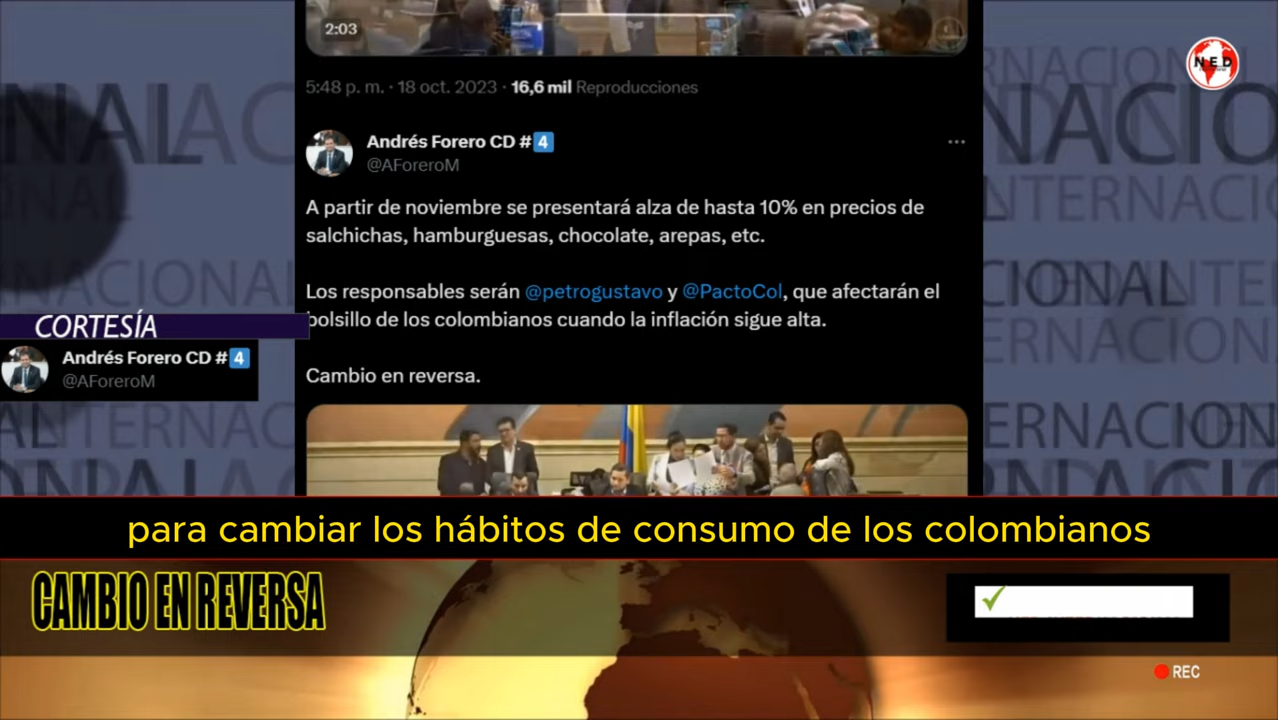 2:03
NED
5:48 p. m. · 18 oct. 2023 · 16,6 mil Reproducciones
Andrés Forero CD #4
@AForeroM
A partir de noviembre se presentará alza de hasta 10% en precios de
salchichas, hamburguesas, chocolate, arepas, etc.
Los responsables serán @petrogustavo y @PactoCol, que afectarán el
bolsillo de los colombianos cuando la inflación sigue alta.
Cambio en reversa.
CORTESÍA
Andrés Forero CD #4
@AForeroM
para cambiar los hábitos de consumo de los colombianos
CAMBIO EN REVERSA
REC